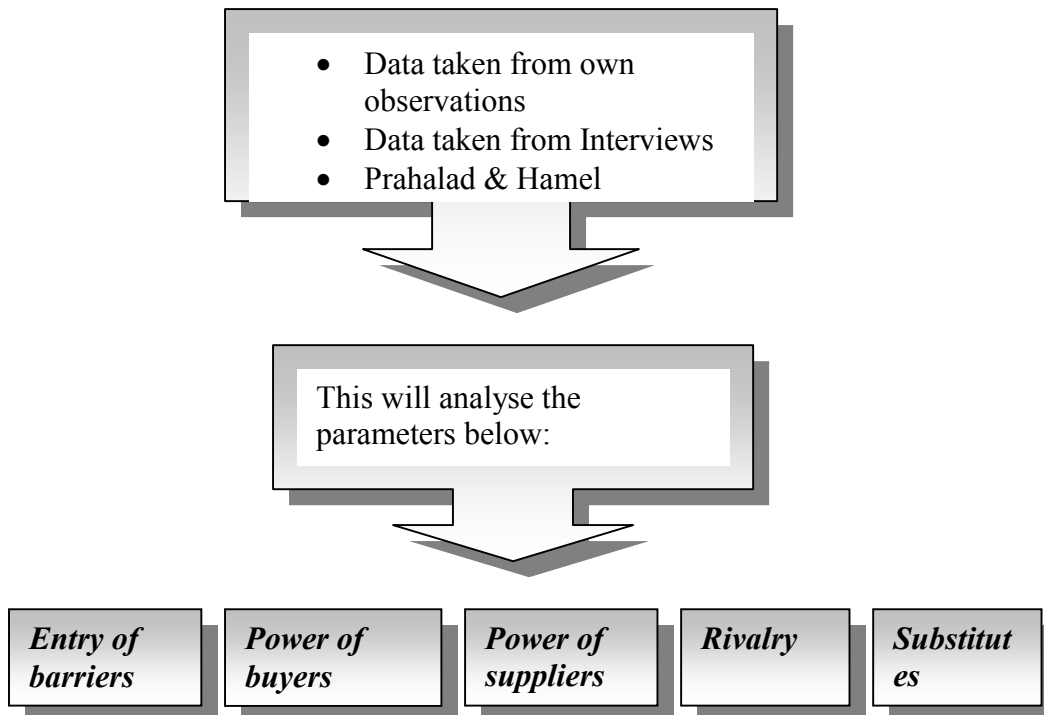 • Data taken from own
observations
• Data taken from Interviews
• Prahalad & Hamel
This will analyse the
parameters below:
Entry of
barriers
Power of
buyers
Power of
suppliers
Rivalry
Substitut
es